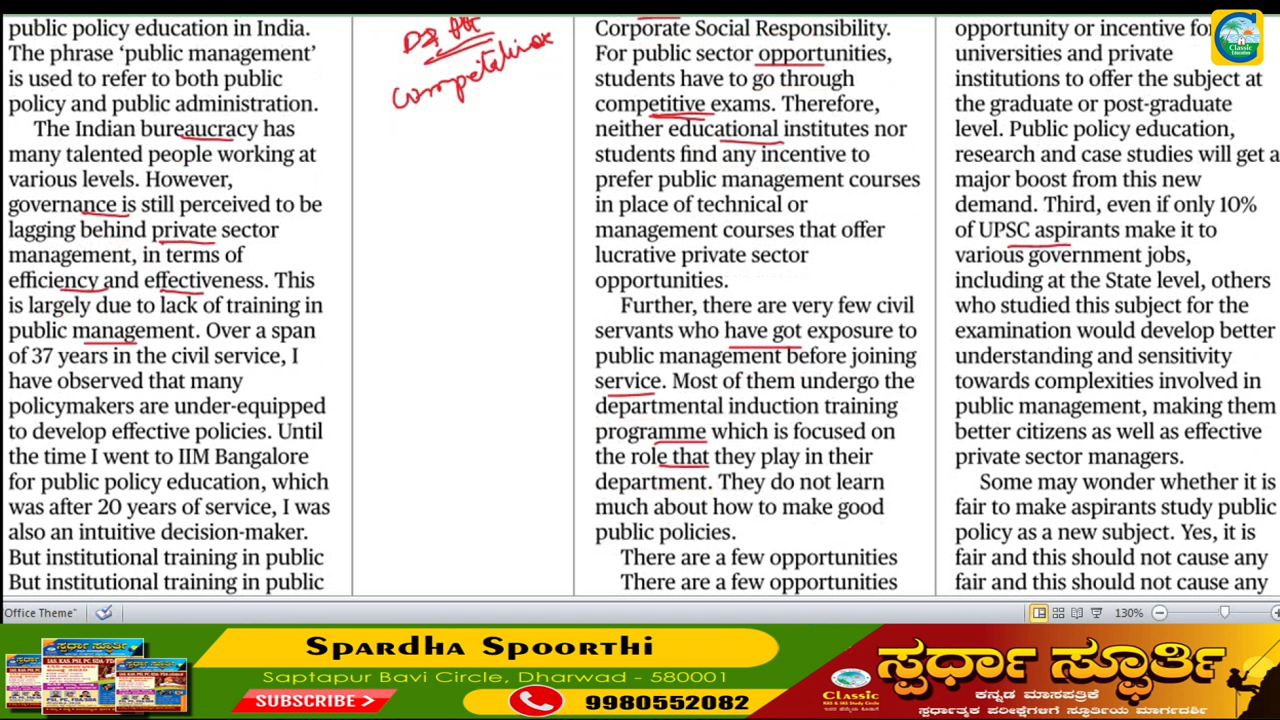 public policy education in India.
The phrase ‘public management’
is used to refer to both public
policy and public administration.
The Indian bureaucracy has
many talented people working at
various levels. However,
governance is still perceived to be
lagging behind private sector
management, in terms of
efficiency and effectiveness. This
is largely due to lack of training in
public management. Over a span
of 37 years in the civil service, I
have observed that many
policymakers are under-equipped
to develop effective policies. Until
the time I went to IIM Bangalore
for public policy education, which
was after 20 years of service, I was
also an intuitive decision-maker.
But institutional training in public
But institutional training in public
Corporate Social Responsibility.
For public sector opportunities,
students have to go through
competitive exams. Therefore,
neither educational institutes nor
students find any incentive to
prefer public management courses
in place of technical or
management courses that offer
lucrative private sector
opportunities.
Further, there are very few civil
servants who have got exposure to
public management before joining
service. Most of them undergo the
departmental induction training
programme which is focused on
the role that they play in their
department. They do not learn
much about how to make good
public policies.
There are a few opportunities
There are a few opportunities
opportunity or incentive for
universities and private
institutions to offer the subject at
the graduate or post-graduate
level. Public policy education,
research and case studies will get a
major boost from this new
demand. Third, even if only 10%
of UPSC aspirants make it to
various government jobs,
including at the State level, others
who studied this subject for the
examination would develop better
understanding and sensitivity
towards complexities involved in
public management, making them
better citizens as well as effective
private sector managers.
Some may wonder whether it is
fair to make aspirants study public
policy as a new subject. Yes, it is
fair and this should not cause any
fair and this should not cause any
Classic
Education
Office Theme"
130%
ಸ್ಪರ್ಧಾ ಸ್ಫೂರ್ತಿ
Spardha Spoorthi
Saptapur Bavi Circle, Dharwad - 580001
SUBSCRIBE
9980552082
ಸ್ಪರ್ಧಾ ಸ್ಫೂರ್ತಿ
ಕನ್ನಡ ಮಾಸಪತ್ರಿಕೆ
ಸ್ಪರ್ಧಾತ್ಮಕ ಪರೀಕ್ಷೆಗಳಿಗೆ ಸ್ಫೂರ್ತಿಯ ಮಾರ್ಗದರ್ಶಿ
Classic
KAS & IAS Study Circle